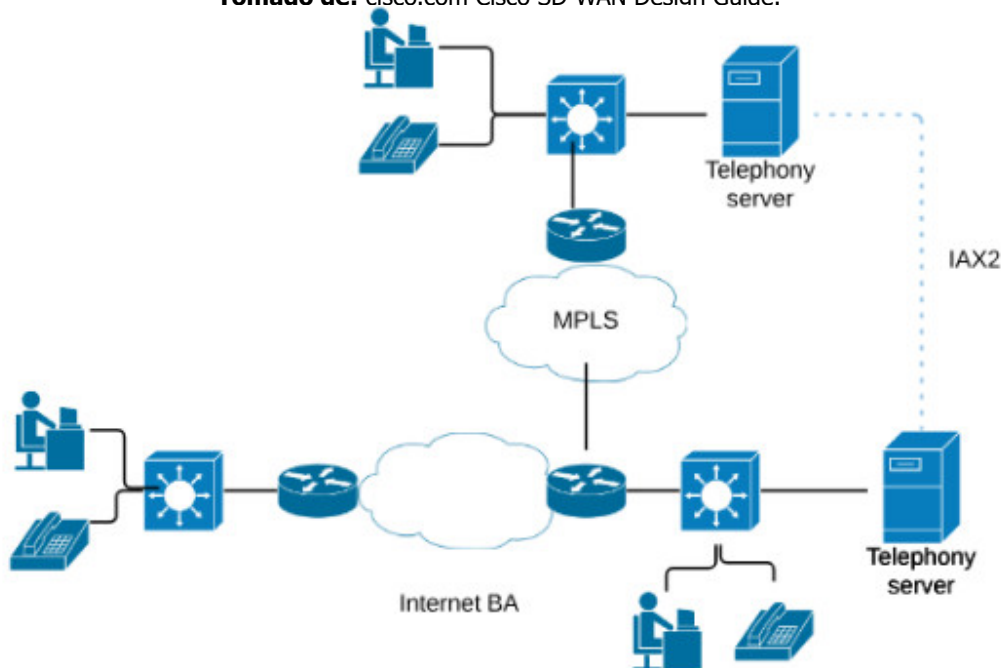 Tomado de: cisco.com Cisco SD-WAN Design Guide.
Telephony
server
IAX2
MPLS
Internet BA
Telephony
server